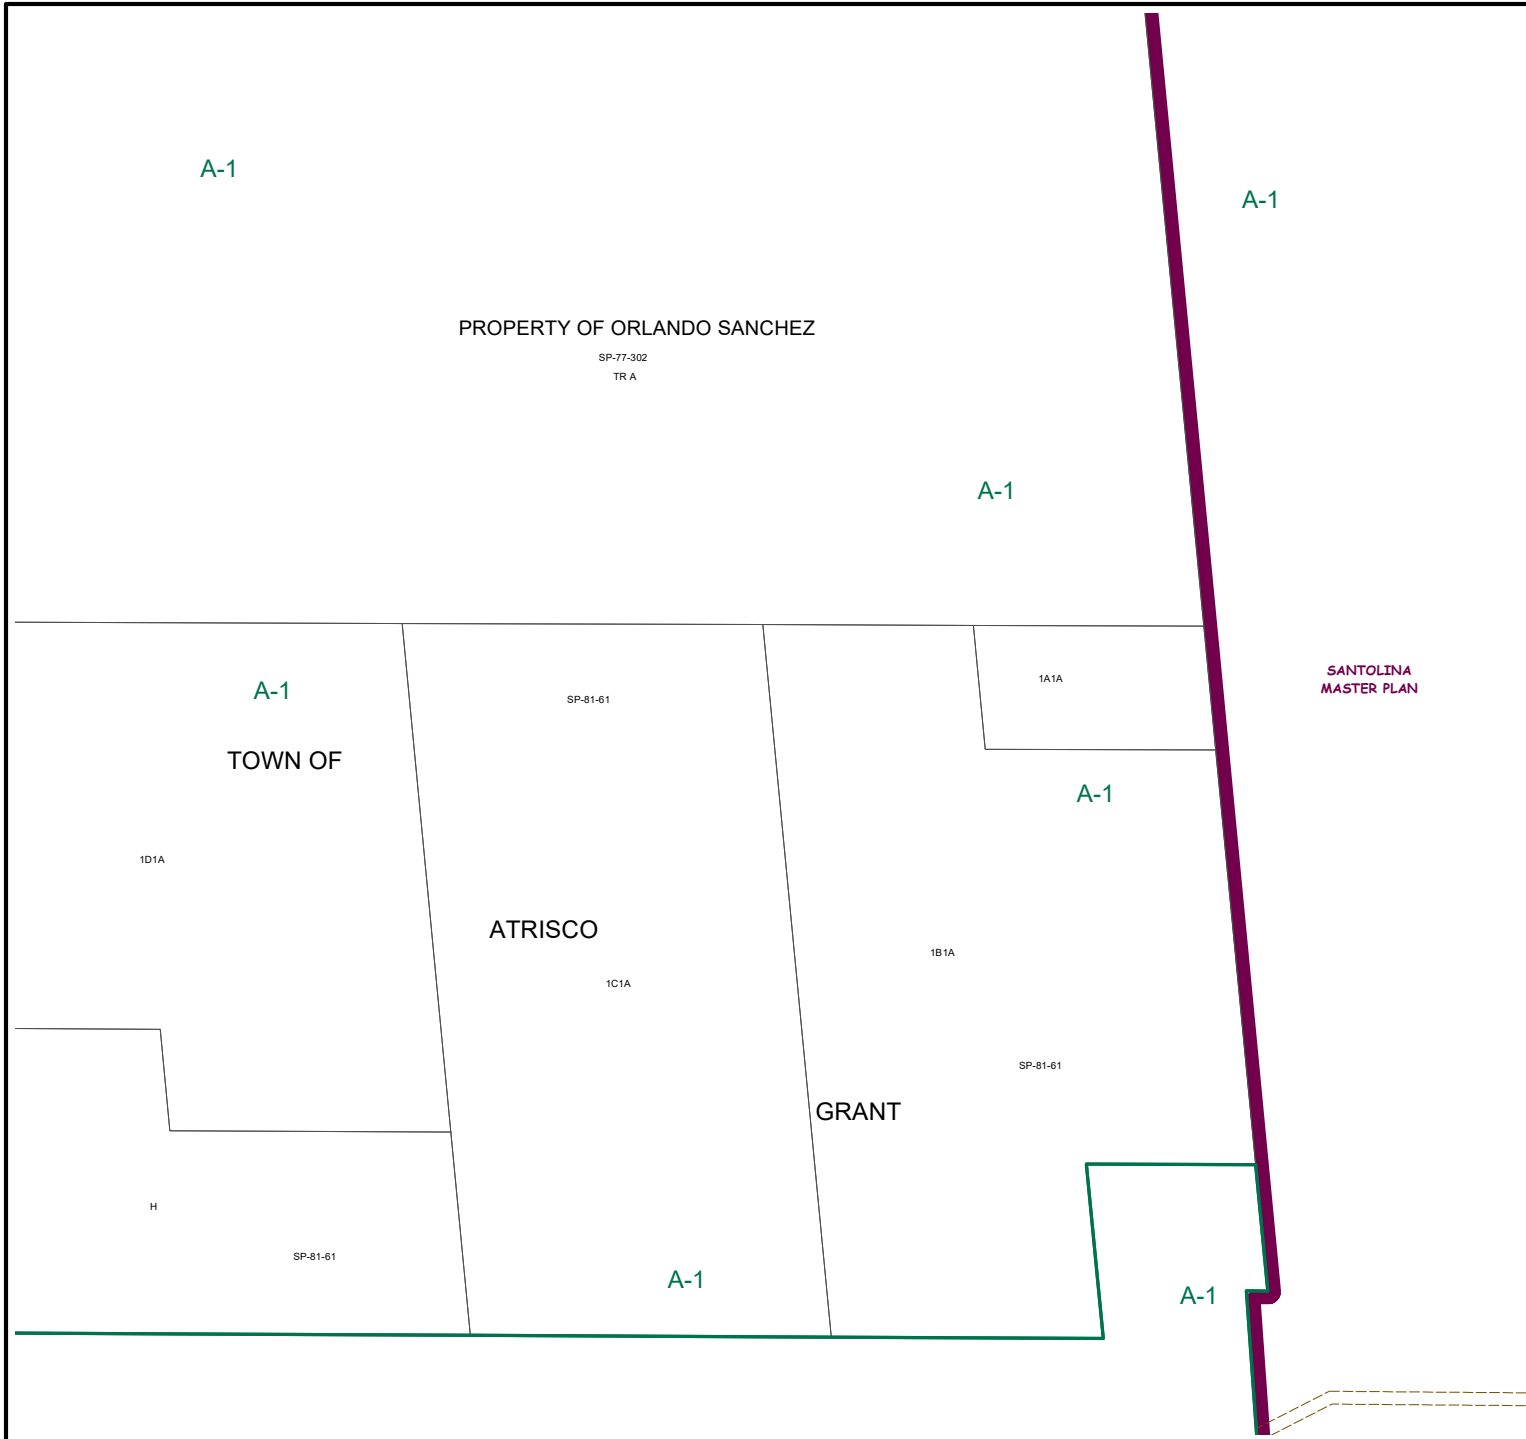 A-1
A-1
PROPERTY OF ORLANDO SANCHEZ
SP-77-302
TR A
A-1
SANTOLINA
MASTER PLAN
1A1A
A-1
SP-81-61
TOWN OF
A-1
1D1A
ATRISCO
1B1A
1C1A
SP-81-61
GRANT
H
SP-81-61
A-1
A-1